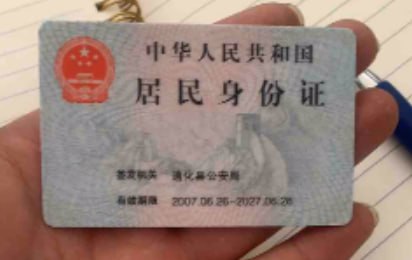 中华人民共和国
居民身份证
签发机关 通化县公安局
有效期限 2007.06.26-2027.06.26